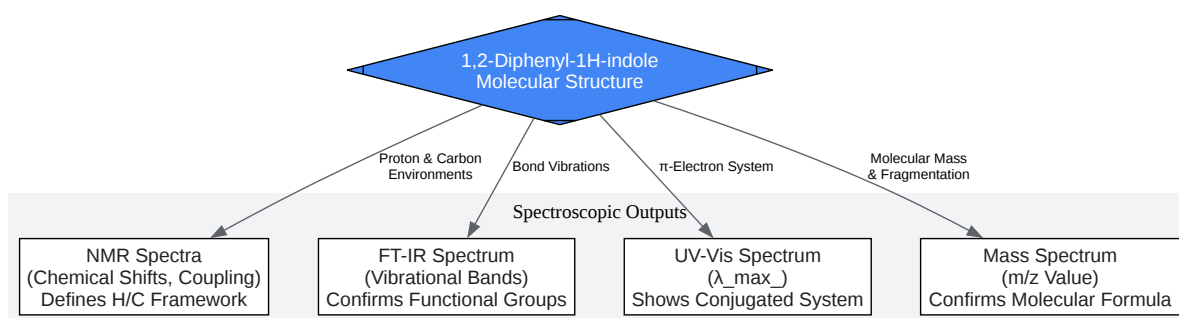 1,2-Diphenyl-1H-indole
Molecular Structure
Proton & Carbon
Environments
Bond Vibrations
π-Electron System
Molecular Mass
& Fragmentation
Spectroscopic Outputs
NMR Spectra
(Chemical Shifts, Coupling)
Defines H/C Framework
FT-IR Spectrum
(Vibrational Bands)
Confirms Functional Groups
UV-Vis Spectrum
(λ_max_)
Shows Conjugated System
Mass Spectrum
(m/z Value)
Confirms Molecular Formula